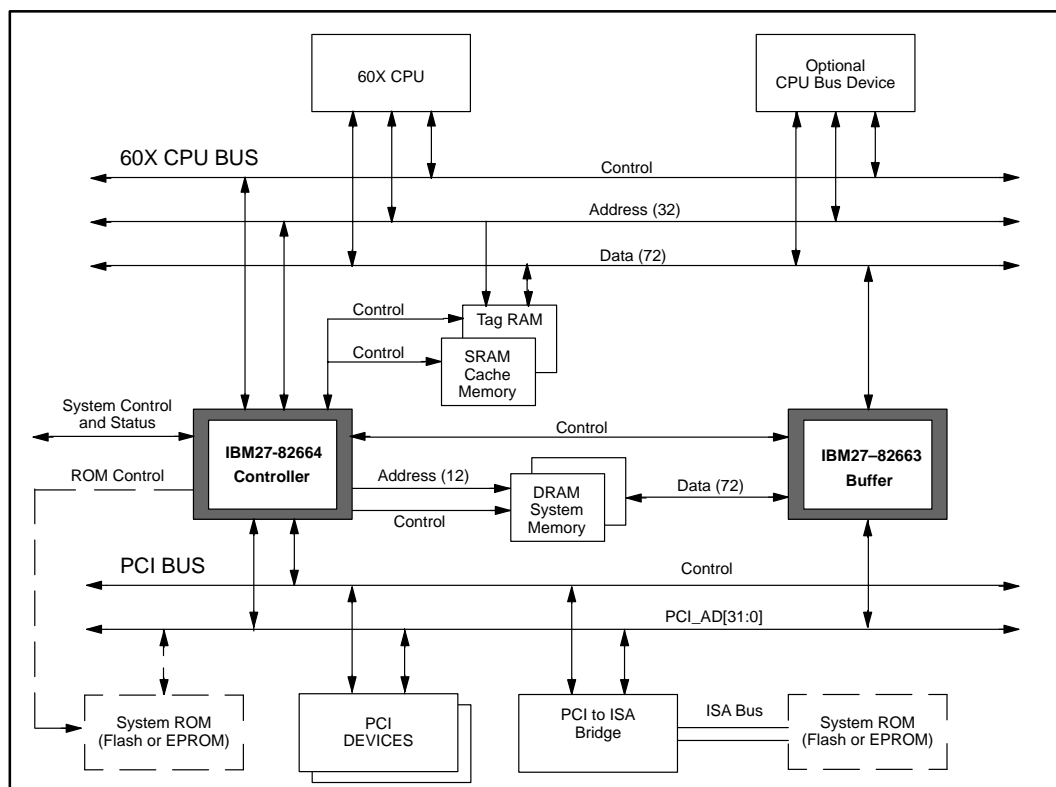 60X CPU
Optional
CPU Bus Device
60X CPU BUS
Control
Address (32)
Data (72)
Control
Tag RAM
Control
SRAM
Cache
Memory
System Control
and Status
IBM27-82664
Controller
Control
IBM27–82663
Buffer
ROM Control
Address (12)
Control
DRAM
System
Memory
Data (72)
PCI BUS
Control
PCI_AD[31:0]
System ROM
(Flash or EPROM)
PCI
DEVICES
PCI to ISA
Bridge
ISA Bus
System ROM
(Flash or EPROM)